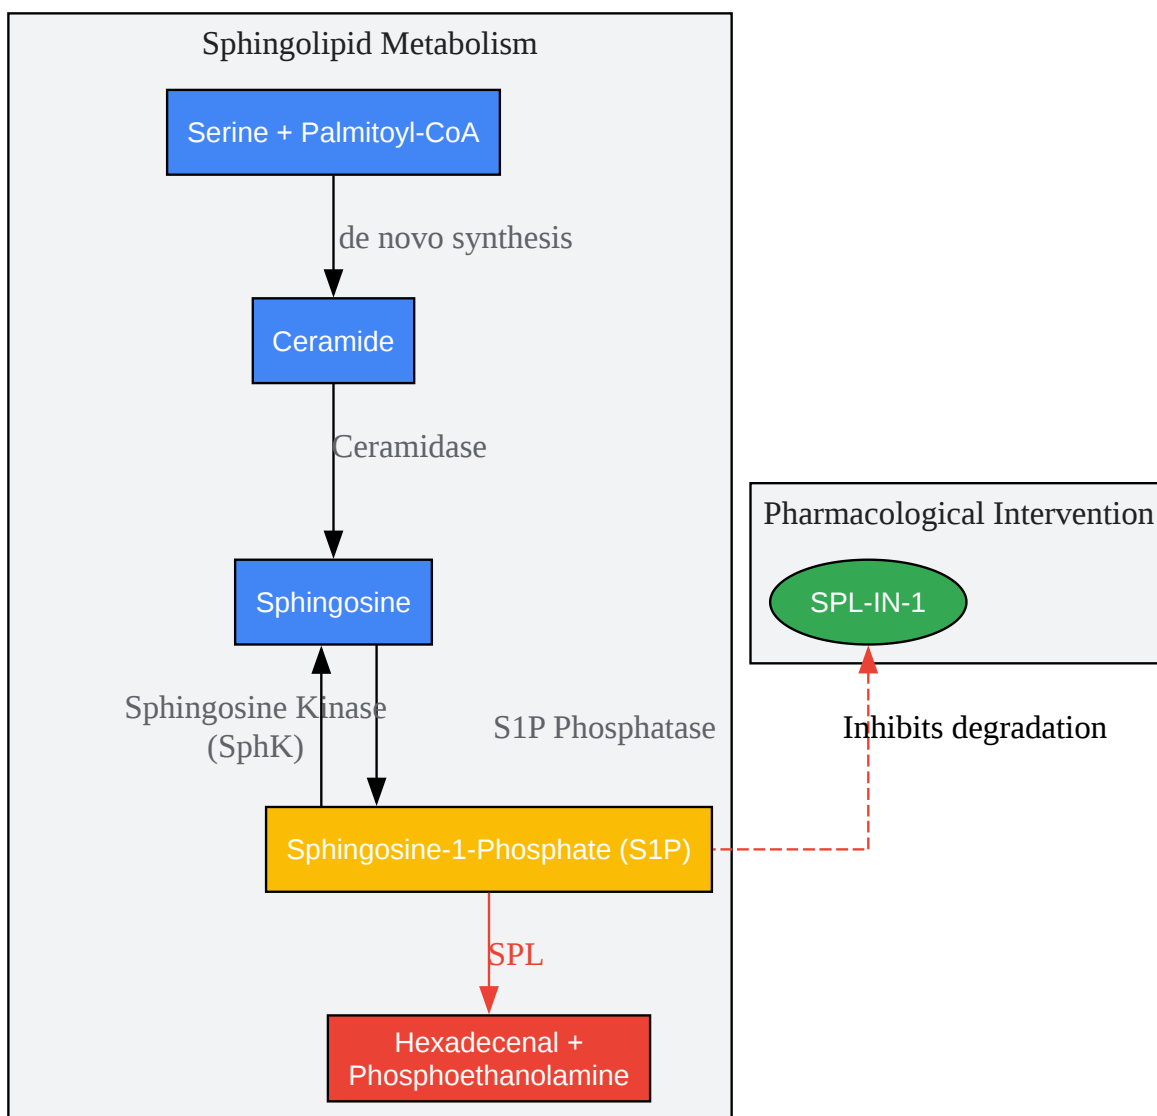 Sphingolipid Metabolism
Serine + Palmitoyl-CoA
de novo synthesis
Ceramide
Ceramidase
Pharmacological Intervention
Sphingosine
SPL-IN-1
Sphingosine Kinase
(SphK)
S1P Phosphatase
Inhibits degradation
Sphingosine-1-Phosphate (S1P)
SPL
Hexadecenal +
Phosphoethanolamine